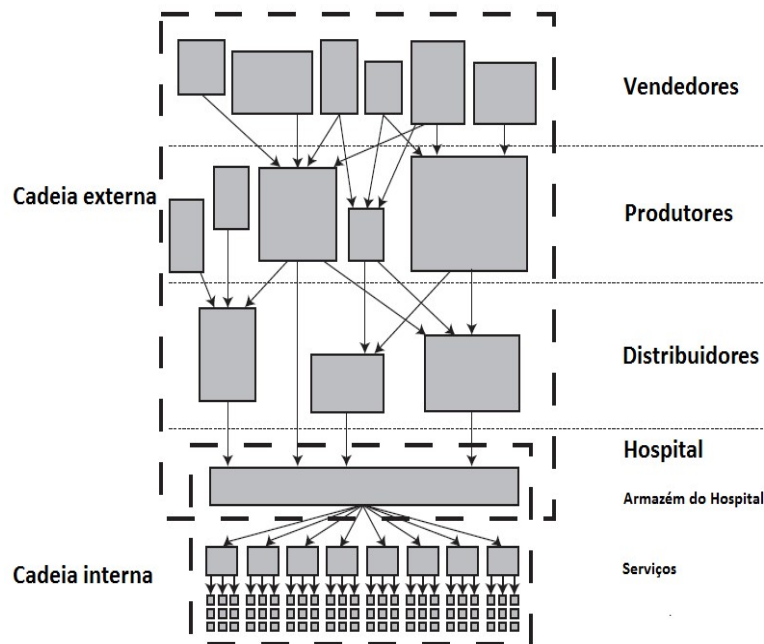 Vendedores
Cadeia externa
Produtores
Distribuidores
Hospital
Armazém do Hospital
Cadeia interna
Serviços